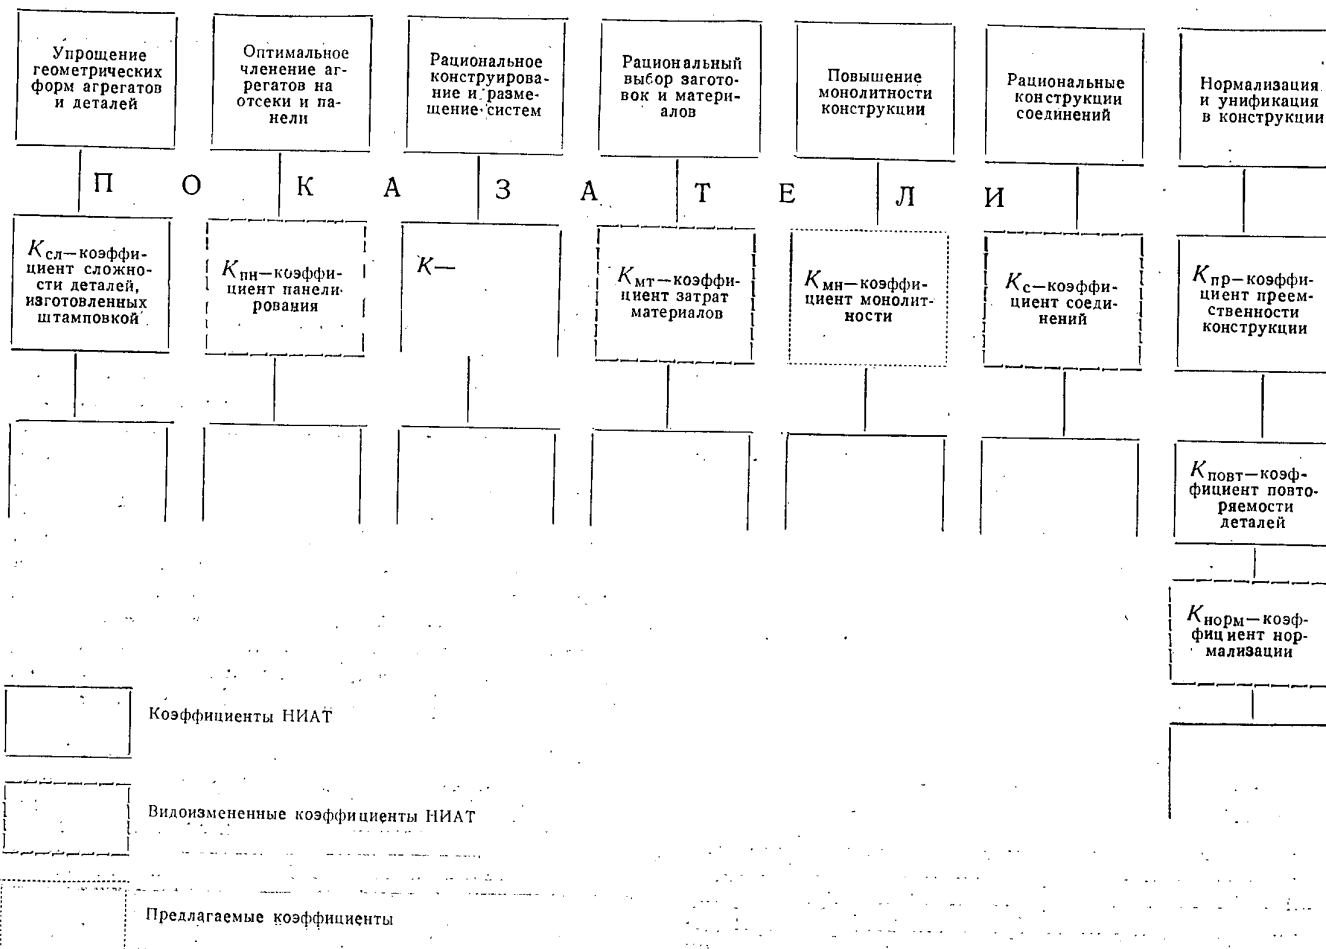 Упрощение
геометрических
форм агрегатов
и деталей
Оптимальное
членение аг-
регатов на
отсеки и па-
нели
Рациональное
конструирова-
ние и разме-
щение систем
Рациональный
выбор загото-
вок и матери-
алов
Повышение
монолитности
конструкции
Рациональные
конструкции
соединений
Нормализация
и унификация
в конструкции
П О К А З А Т Е Л И
Kсл—коэффи-
циент сложно-
сти деталей,
изготовленных
штамповкой
Kпн—коэффи-
циент панели-
рования
K—
Kмт—коэффи-
циент затрат
материалов
Kмн—коэффи-
циент монолит-
ности
Kс—коэффи-
циент соеди-
нений
Kпр—коэффи-
циент преем-
ственности
конструкции
Kповт—коэф-
фициент повто-
ряемости
деталей
Kнорм—коэф-
фициент нор-
мализации
Коэффициенты НИАТ
Видоизмененные коэффициенты НИАТ
Предлагаемые коэффициенты